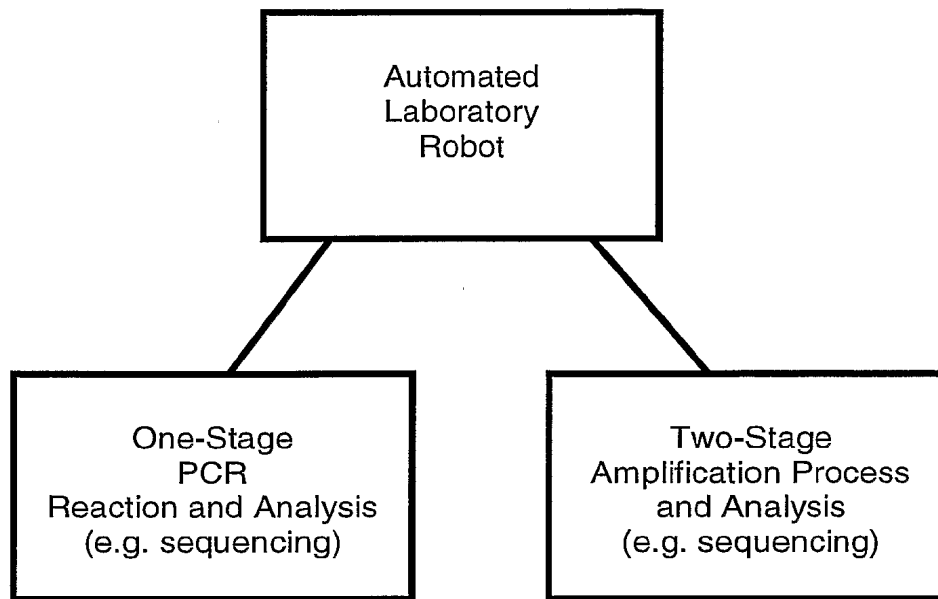 Automated
Laboratory
Robot
One-Stage
PCR
Reaction and Analysis
(e.g. sequencing)
Two-Stage
Amplification Process
and Analysis
(e.g. sequencing)